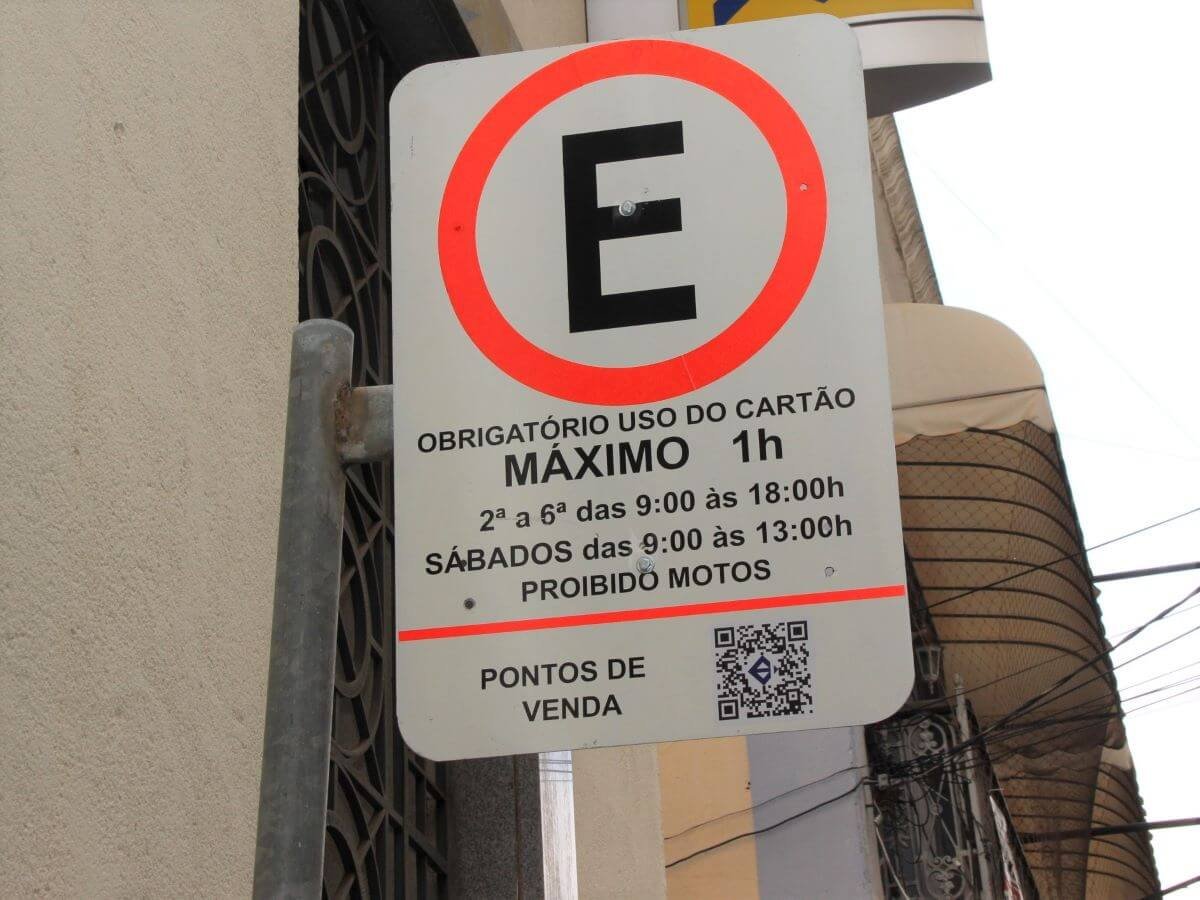 E
OBRIGATÓRIO USO DO CARTÃO
MÁXIMO 1h
2ª a 6ª das 9:00 às 18:00h
SÁBADOS das 9:00 às 13:00h
PROIBIDO MOTOS
PONTOS DE
VENDA